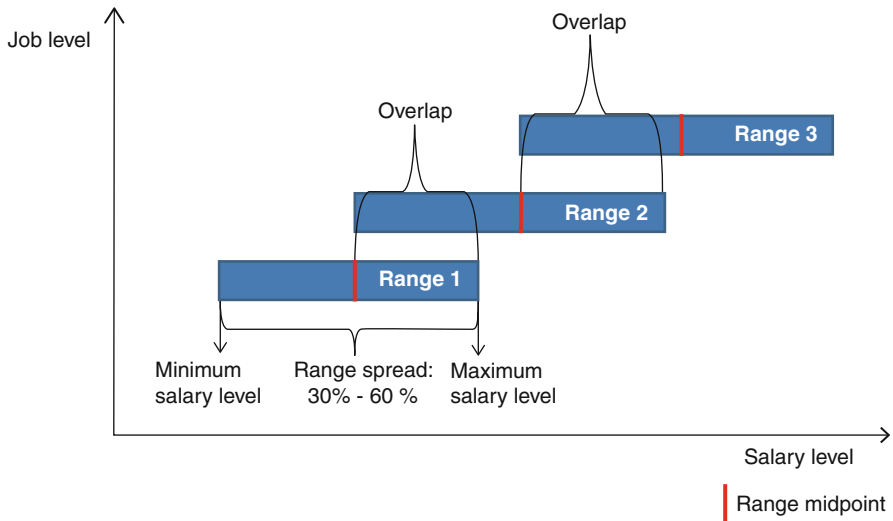 Overlap
Job level
Overlap
Range 3
Range 2
Range 1
Minimum
salary level
Range spread:
30% - 60 %
Maximum
salary level
Salary level
Range midpoint